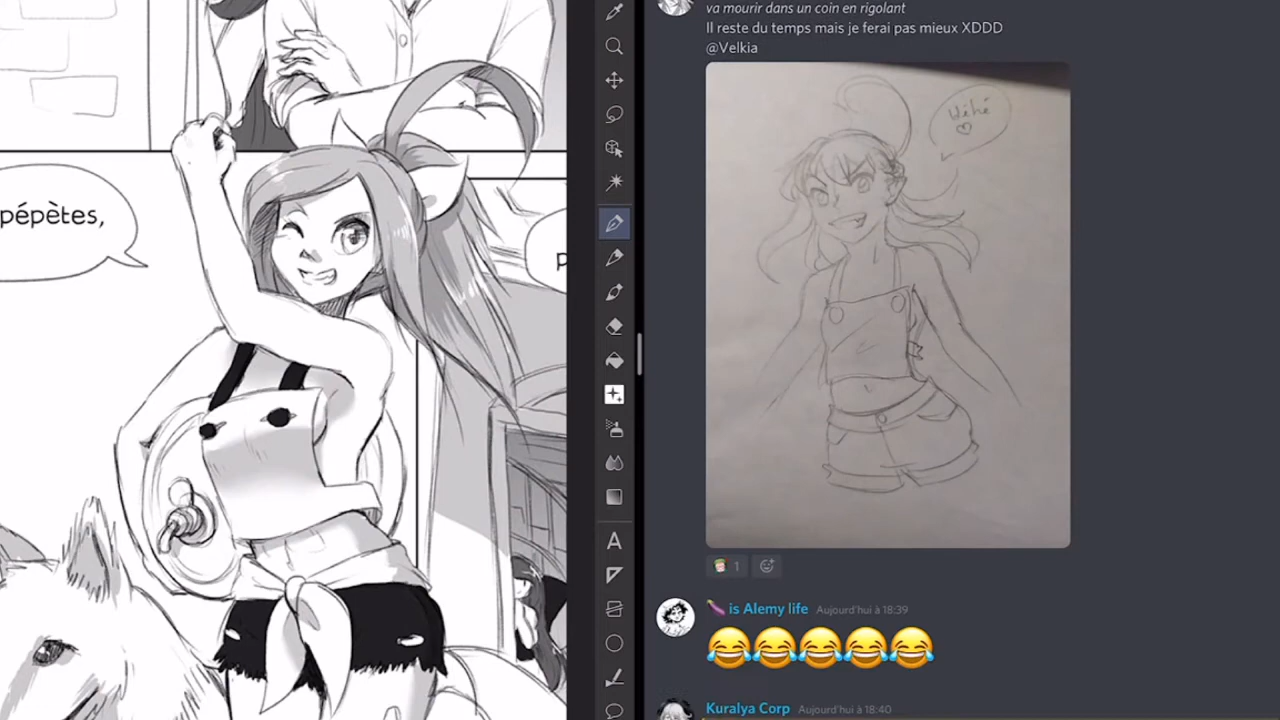 pépètes,
p
va mourir dans un coin en rigolant
Il reste du temps mais je ferai pas mieux XDDD
@Velkia
Héhé
1
is Alemy life Aujourd'hui à 18:39
Kuralya Corp Aujourd'hui à 18:40
A